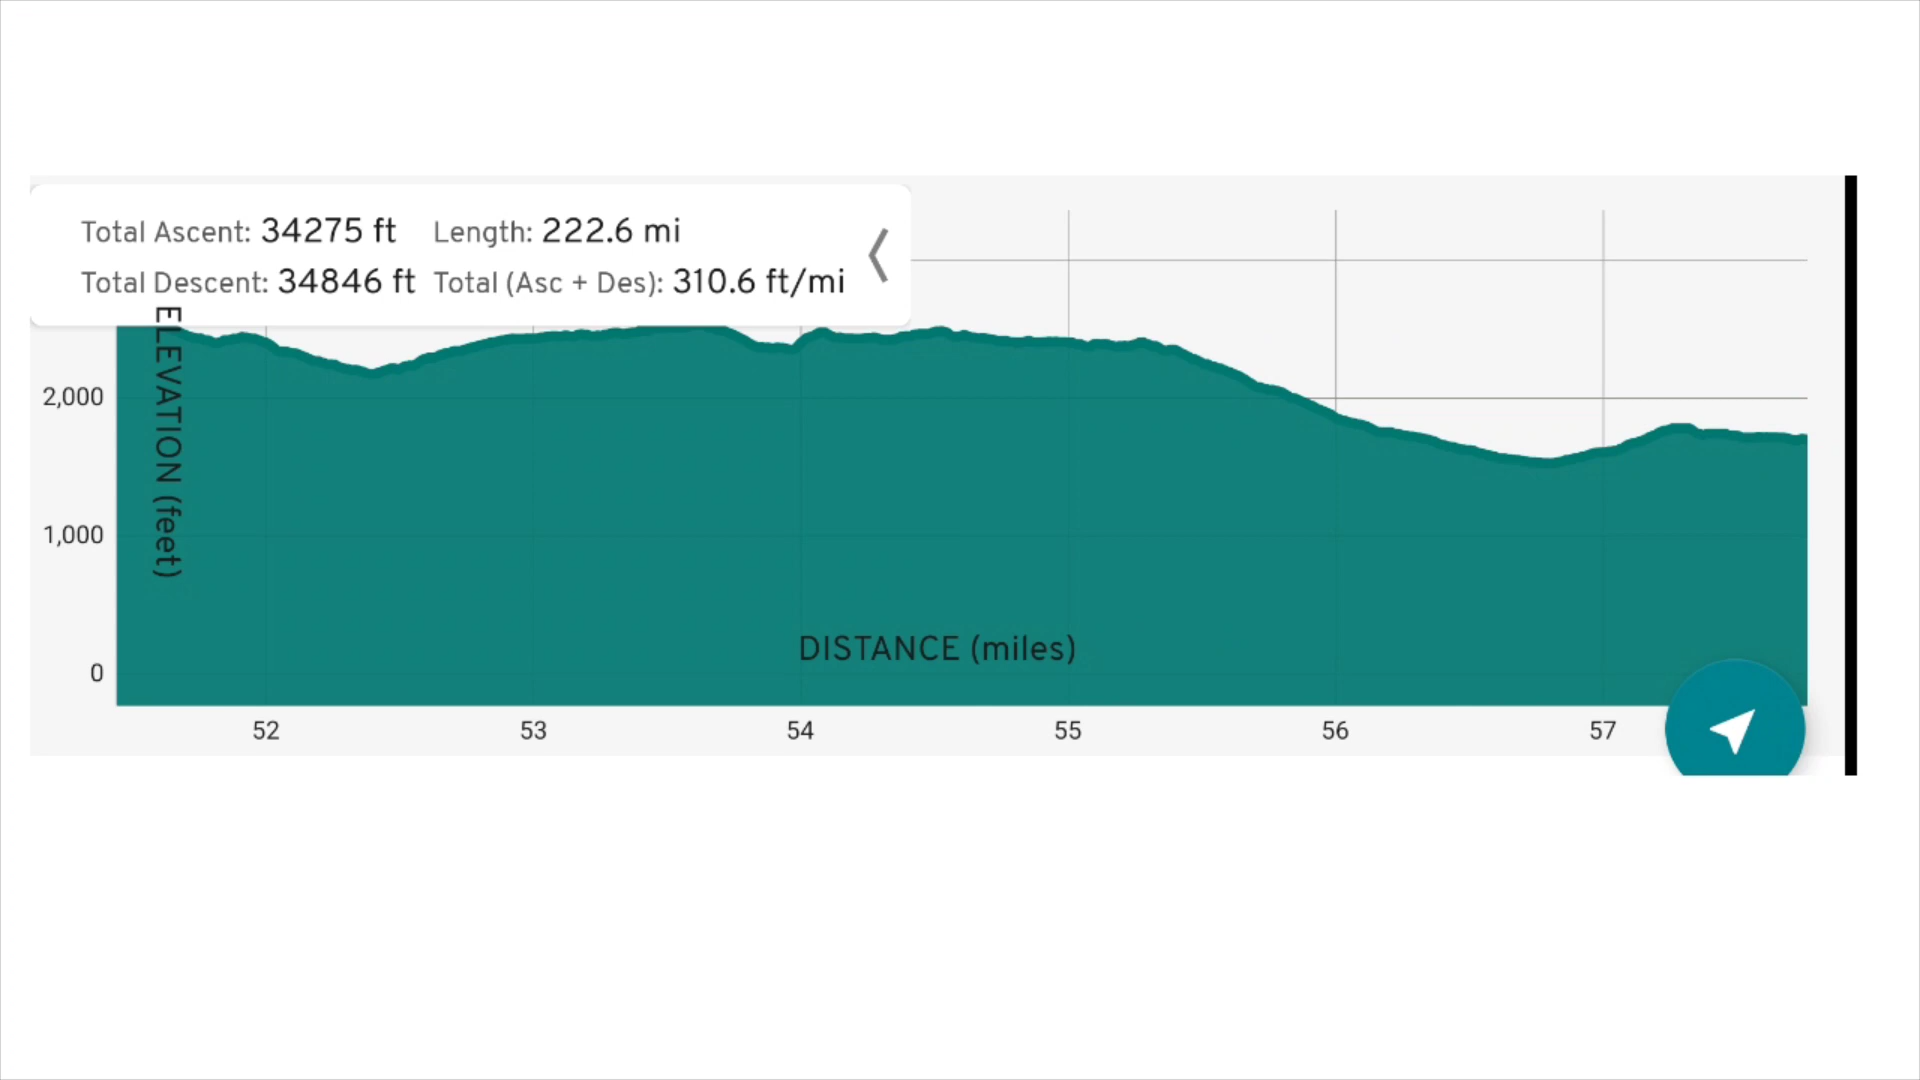 Total Ascent: 34275 ft Length: 222.6 mi
Total Descent: 34846 ft Total (Asc + Des): 310.6 ft/mi
ELEVATION (feet)
2,000
1,000
0
DISTANCE (miles)
52 53 54 55 56 57